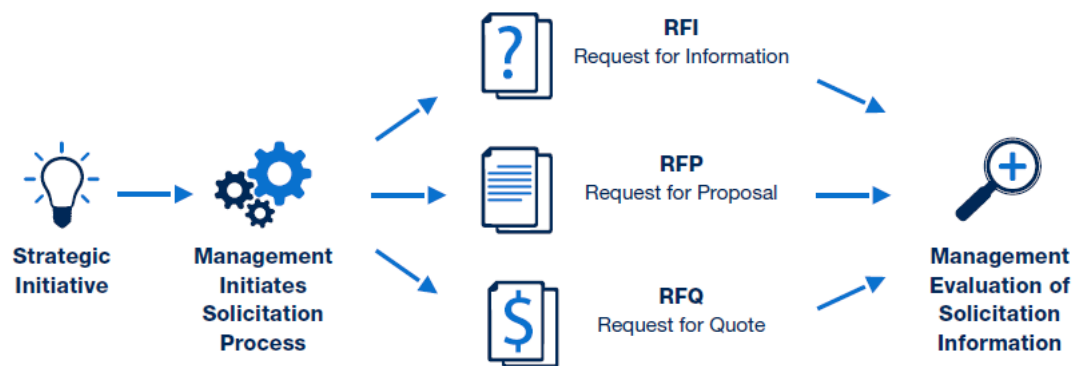 Strategic
Initiative
Management
Initiates
Solicitation
Process
?
RFI
Request for Information
RFP
Request for Proposal
$
RFQ
Request for Quote
Management
Evaluation of
Solicitation
Information